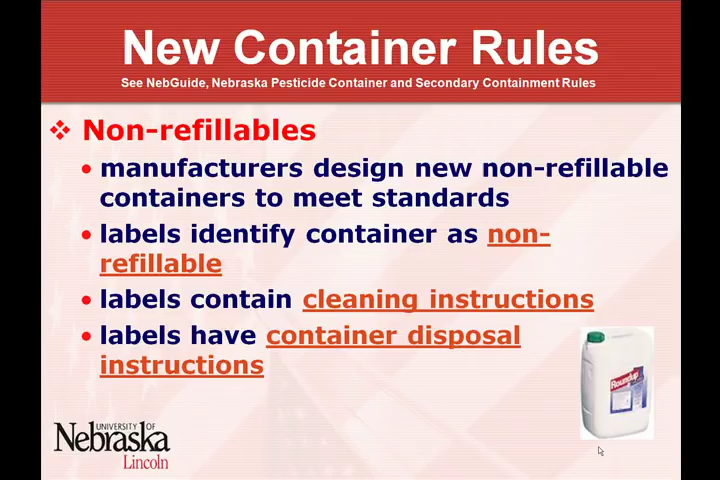 New Container Rules
See NebGuide, Nebraska Pesticide Container and Secondary Containment Rules
Non-refillables
manufacturers design new non-refillable
containers to meet standards
labels identify container as non-
refillable
labels contain cleaning instructions
labels have container disposal
instructions
Roundup
UNIVERSITY OF
Nebraska
Lincoln